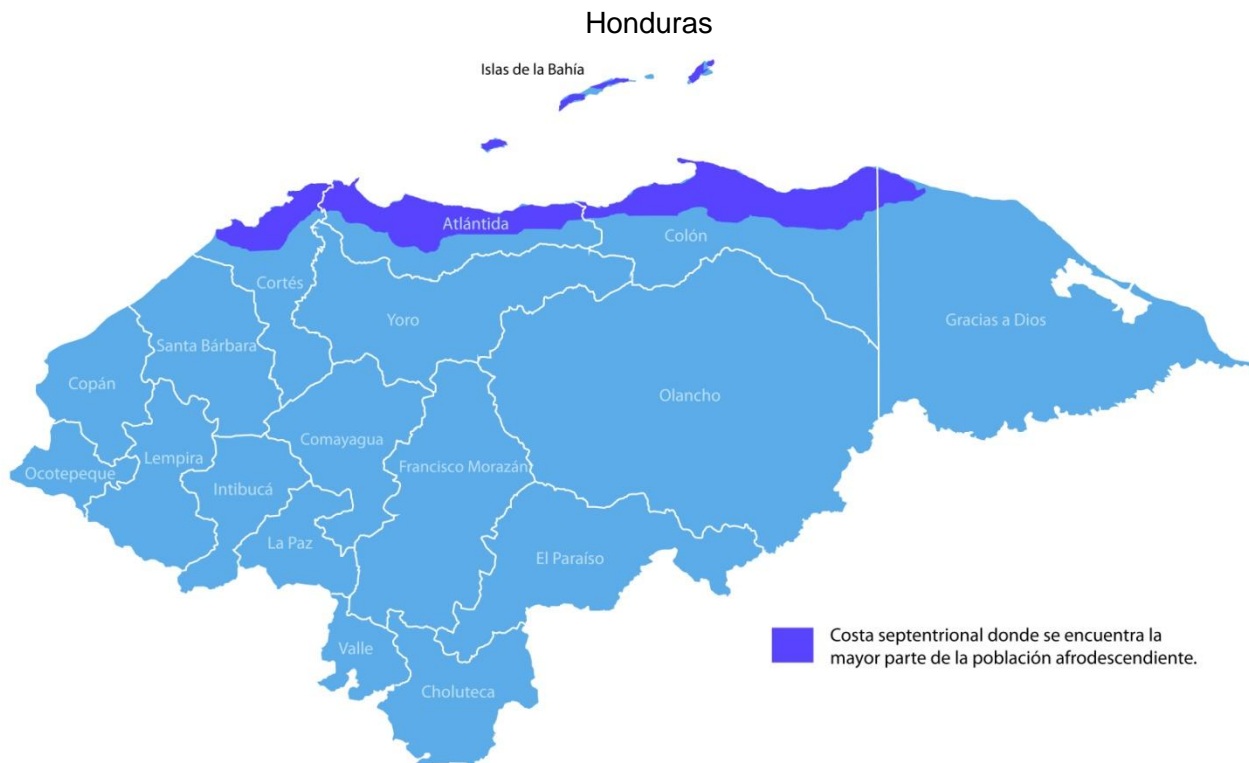 Honduras
Islas de la Bahía
Atlántida
Colón
Cortés
Yoro
Gracias a Dios
Santa Bárbara
Copán
Olancho
Comayagua
Lempira
Francisco Morazán
Ocotepeque
Intibucá
La Paz
El Paraíso
Valle
Choluteca
Costa septentrional donde se encuentra la
mayor parte de la población afrodescendiente.